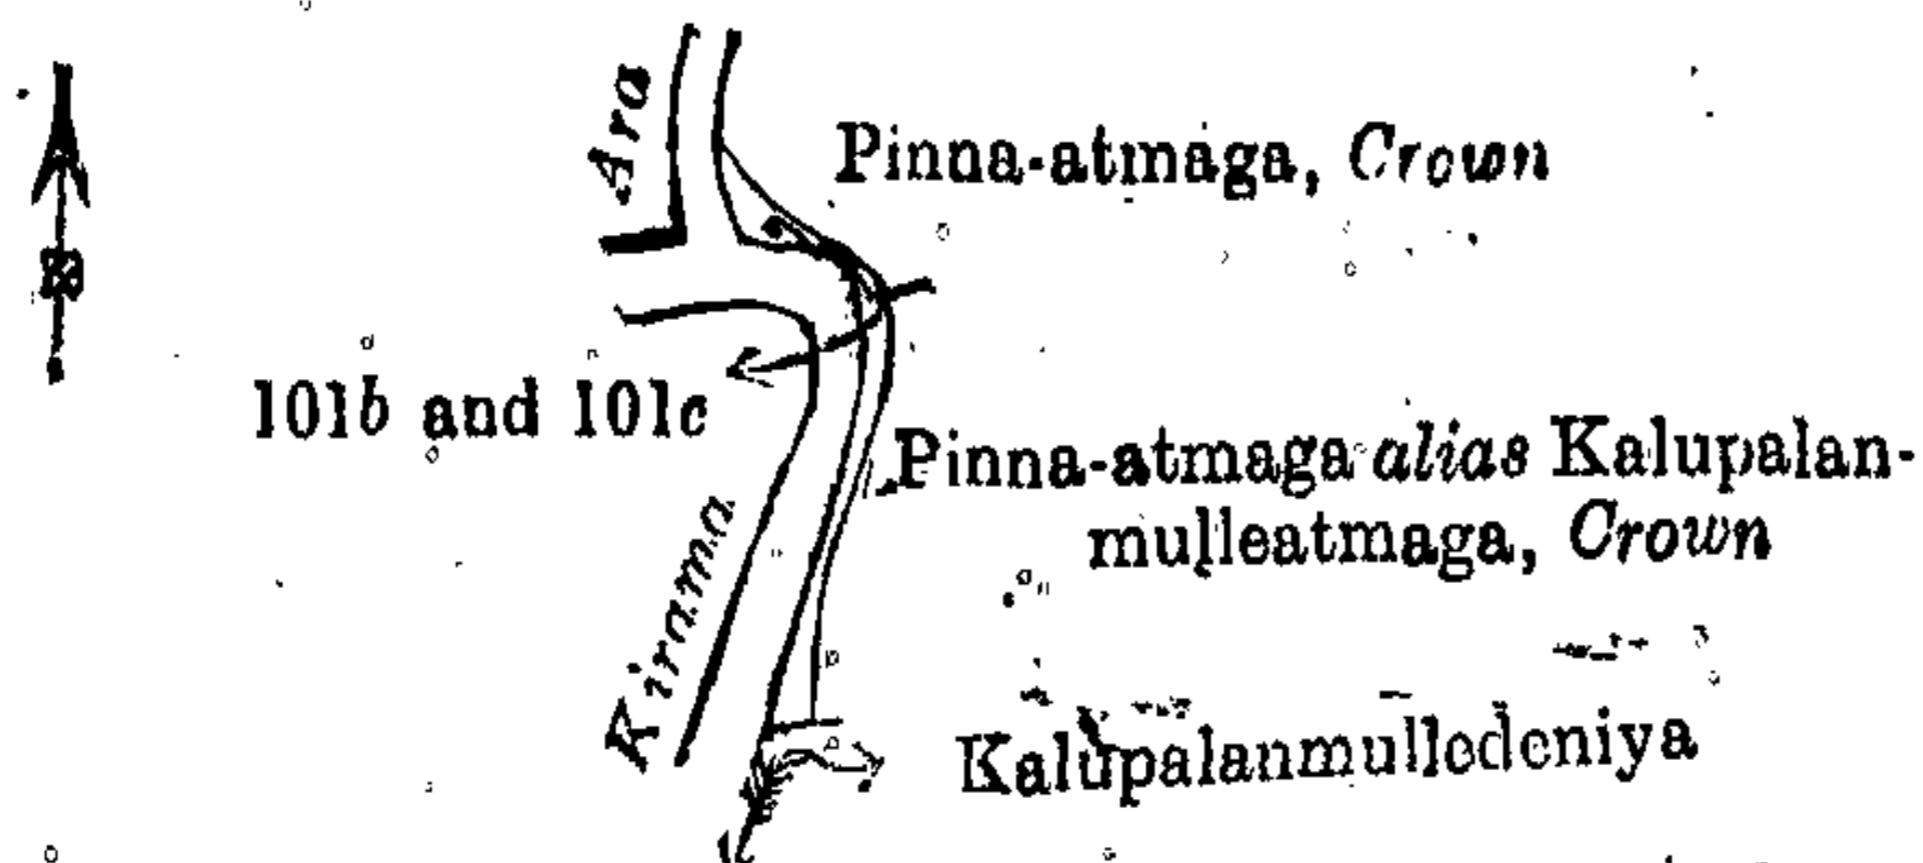 Ara
Pinna-atmaga, Crown
101b and 101c
Pinna-atmaga alias Kalupalan-
mulleatmaga, Crown
Kirama
Kalupalanmulledeniya